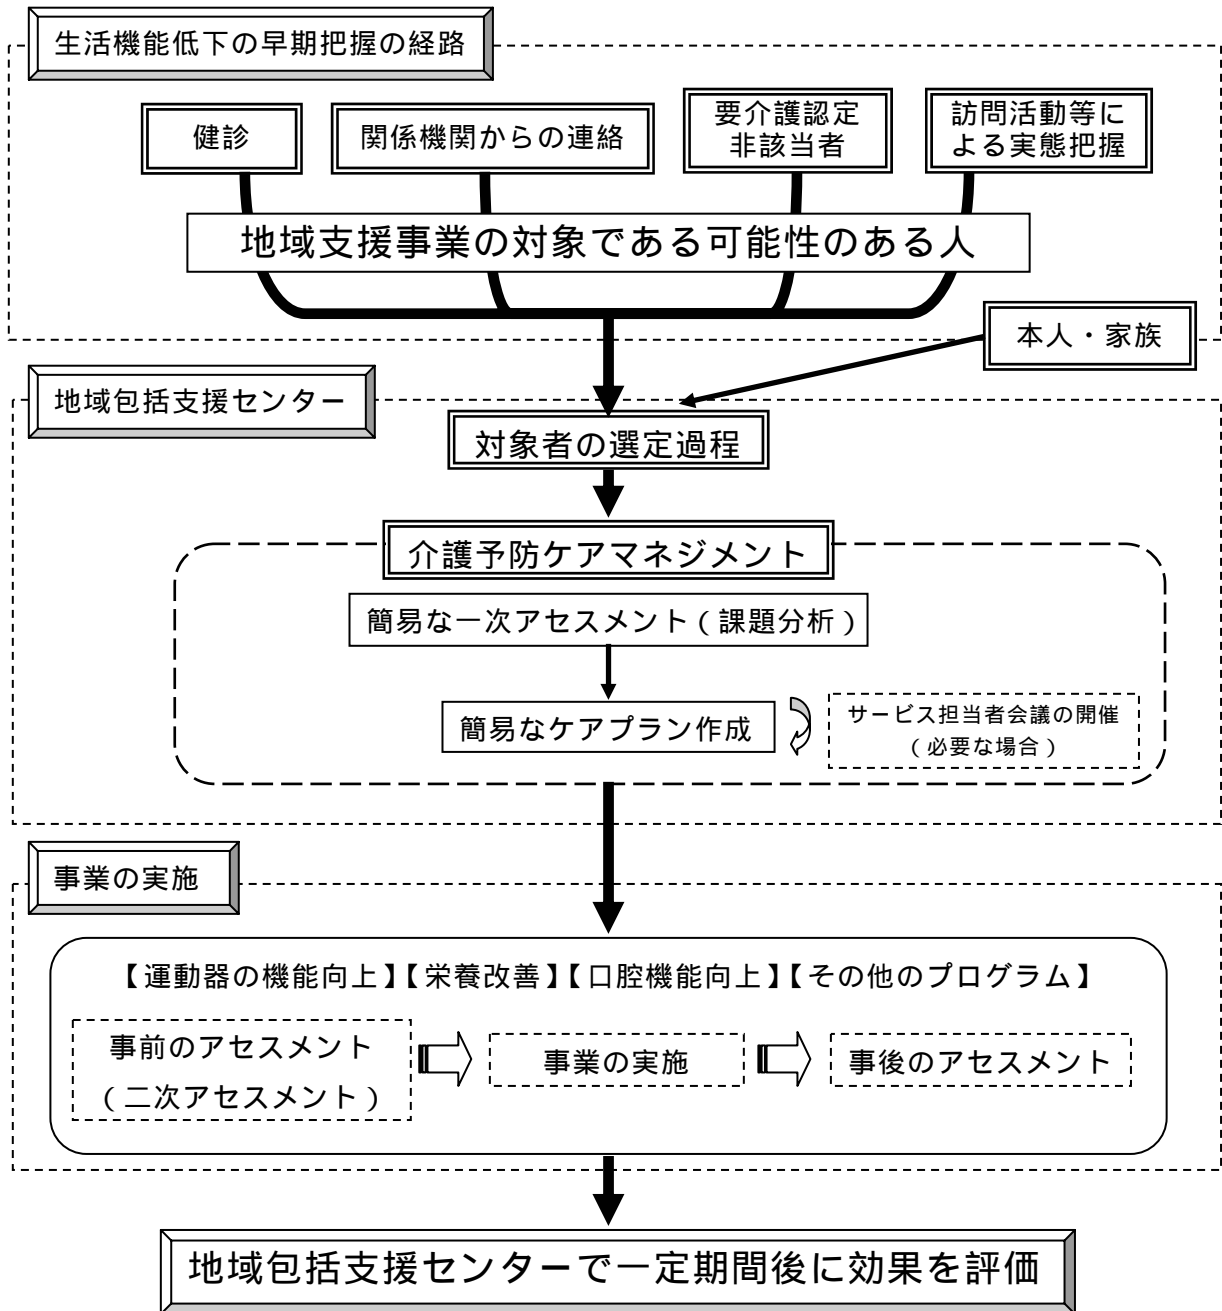 生活機能低下の早期把握の経路
健診
関係機関からの連絡
要介護認定
非該当者
訪問活動等に
よる実態把握
地域支援事業の対象である可能性のある人
本人・家族
地域包括支援センター
対象者の選定過程
介護予防ケアマネジメント
簡易な一次アセスメント(課題分析)
簡易なケアプラン作成
サービス担当者会議の開催
(必要な場合)
事業の実施
【運動器の機能向上】【栄養改善】【口腔機能向上】【その他のプログラム】
事前のアセスメント
(二次アセスメント)
事業の実施
事後のアセスメント
地域包括支援センターで一定期間後に効果を評価